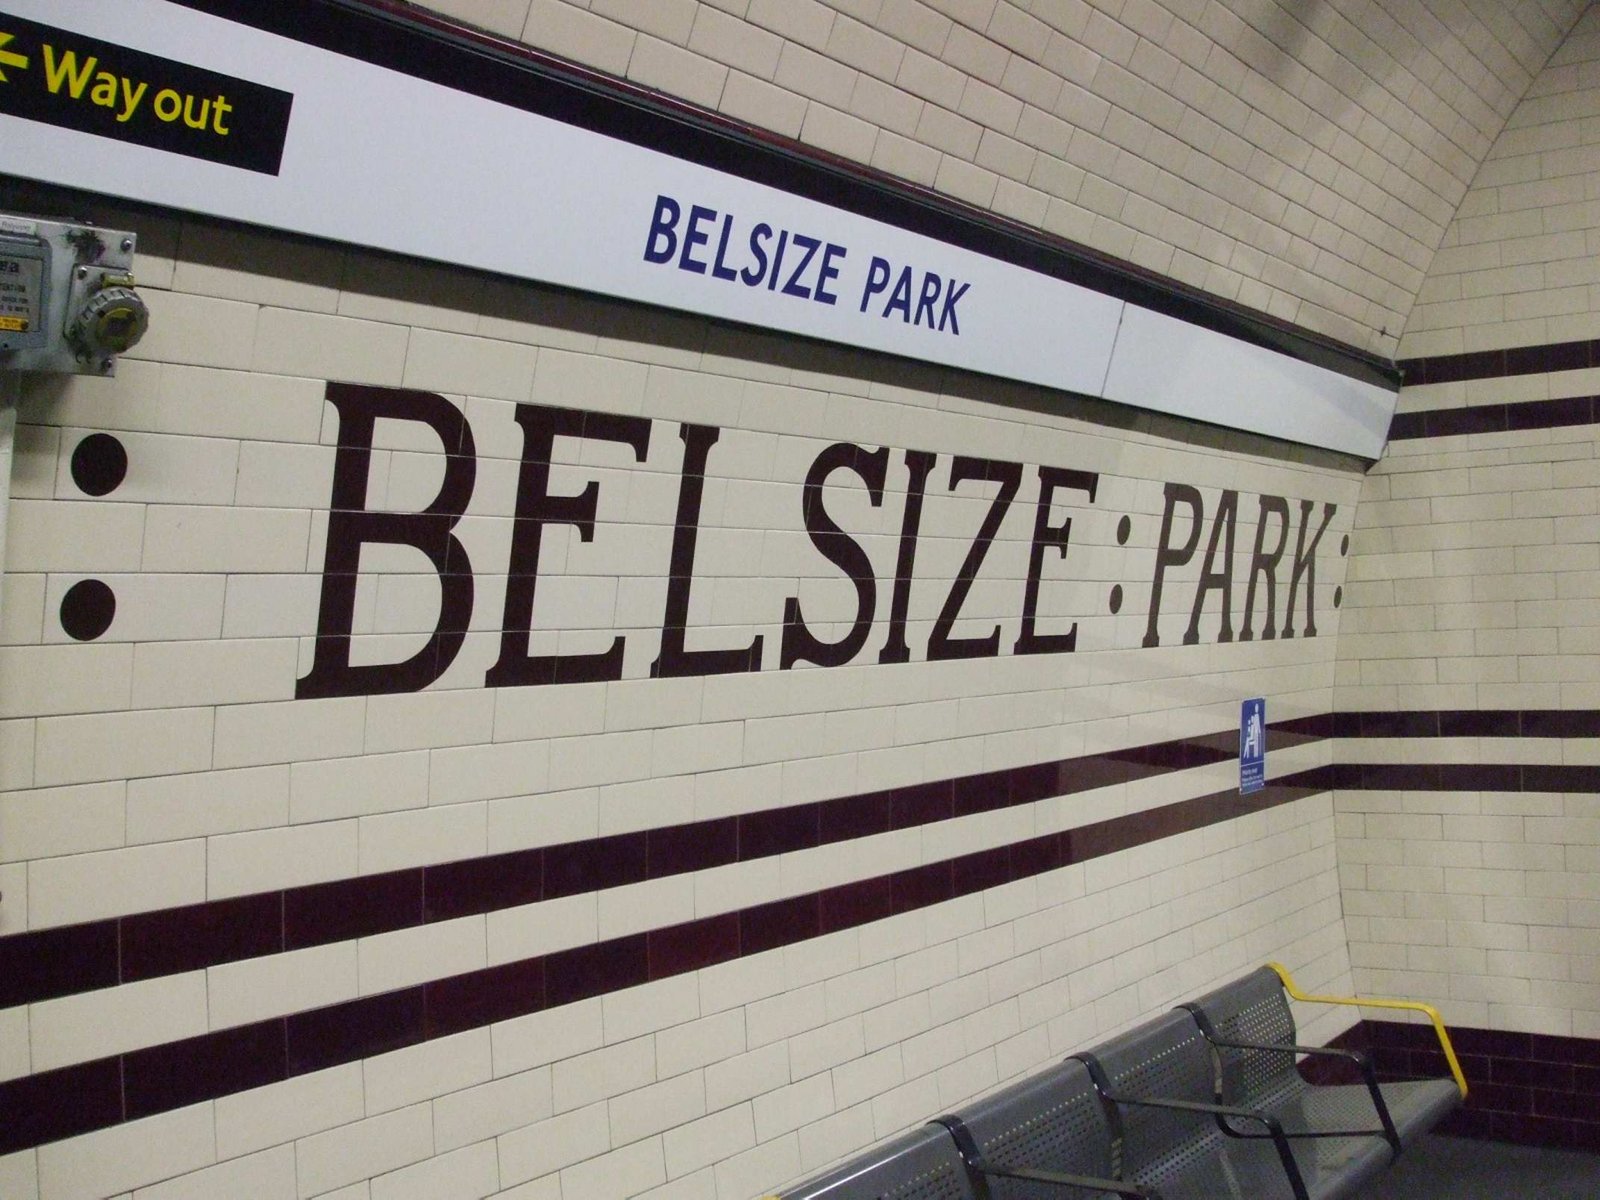 ← Way out
BELSIZE PARK
: BELSIZE : PARK :